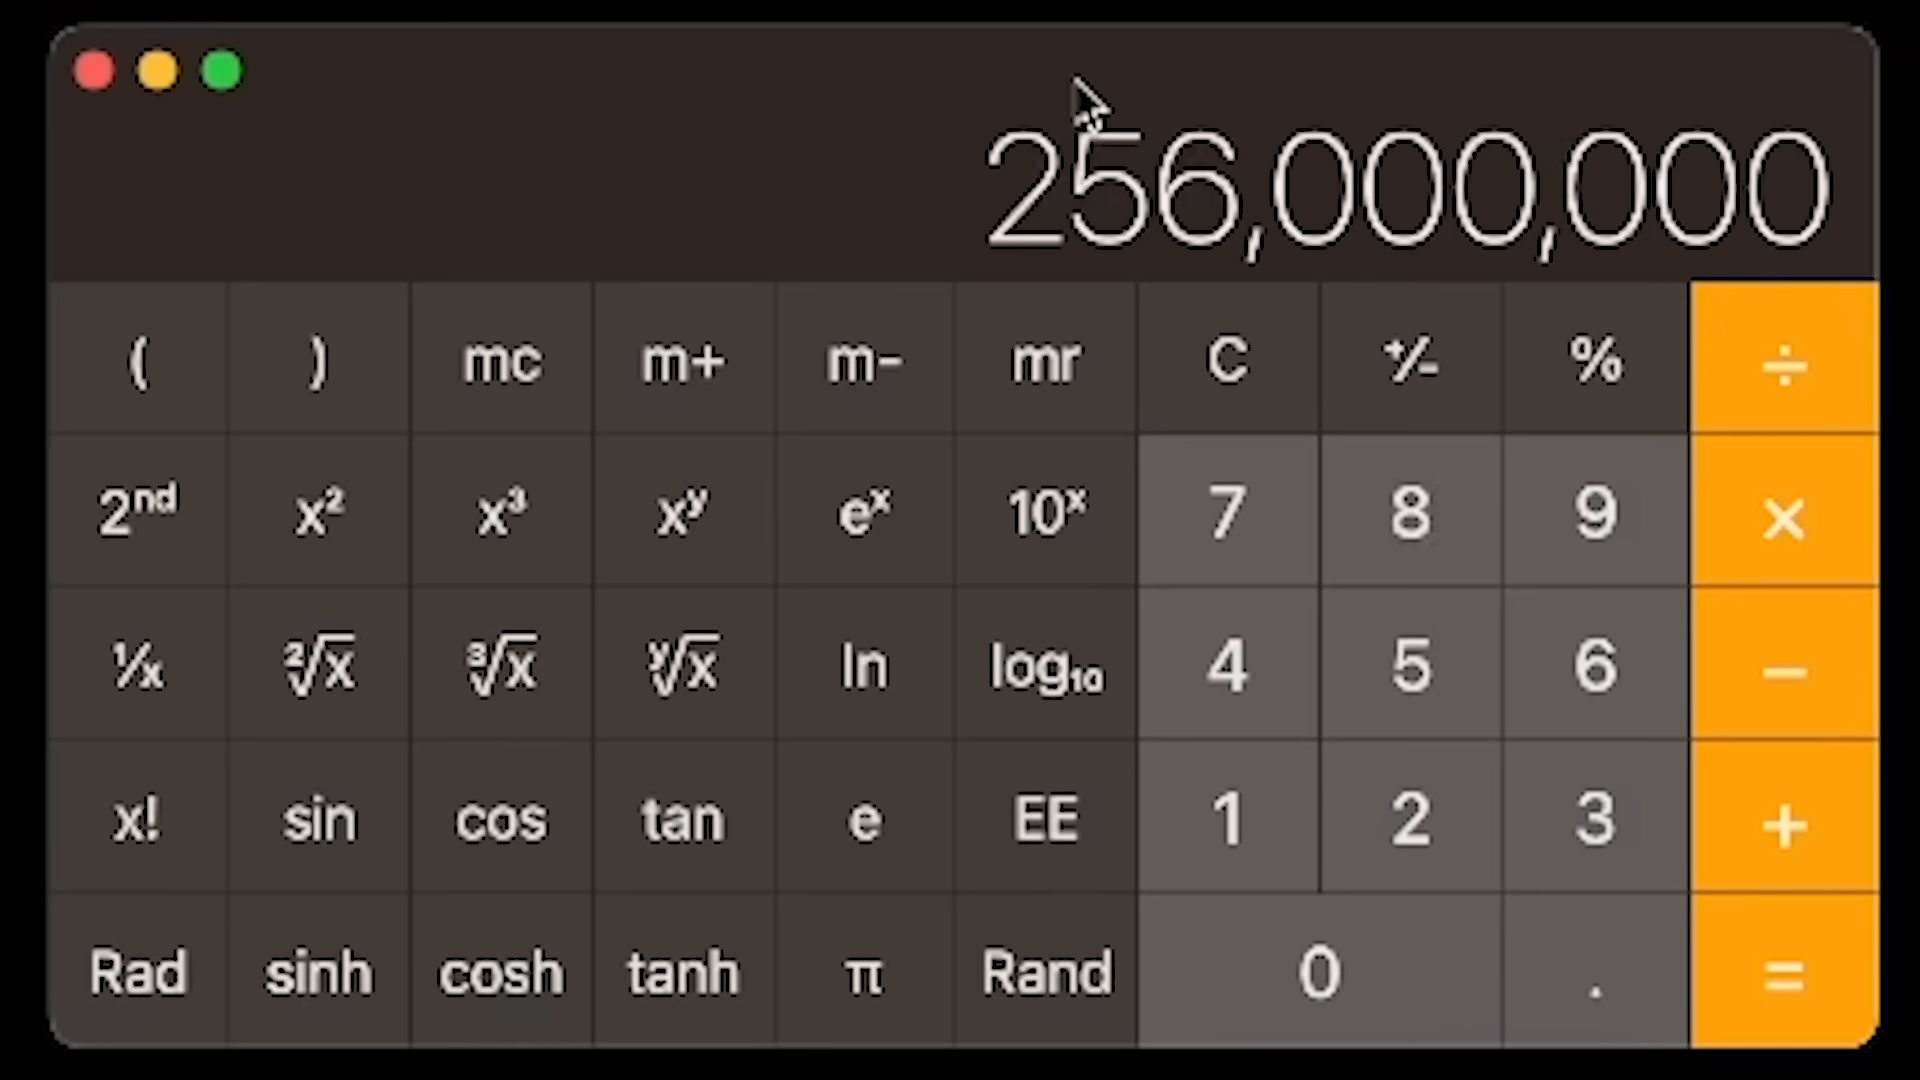 256,000,000
( ) mc m+ m- mr C ⁺⁄₋ % ÷
2ⁿᵈ x² x³ xʸ eˣ 10ˣ 7 8 9 ×
¹⁄ₓ ²√x ³√x ʸ√x ln log₁₀ 4 5 6 −
x! sin cos tan e EE 1 2 3 +
Rad sinh cosh tanh π Rand 0 . =